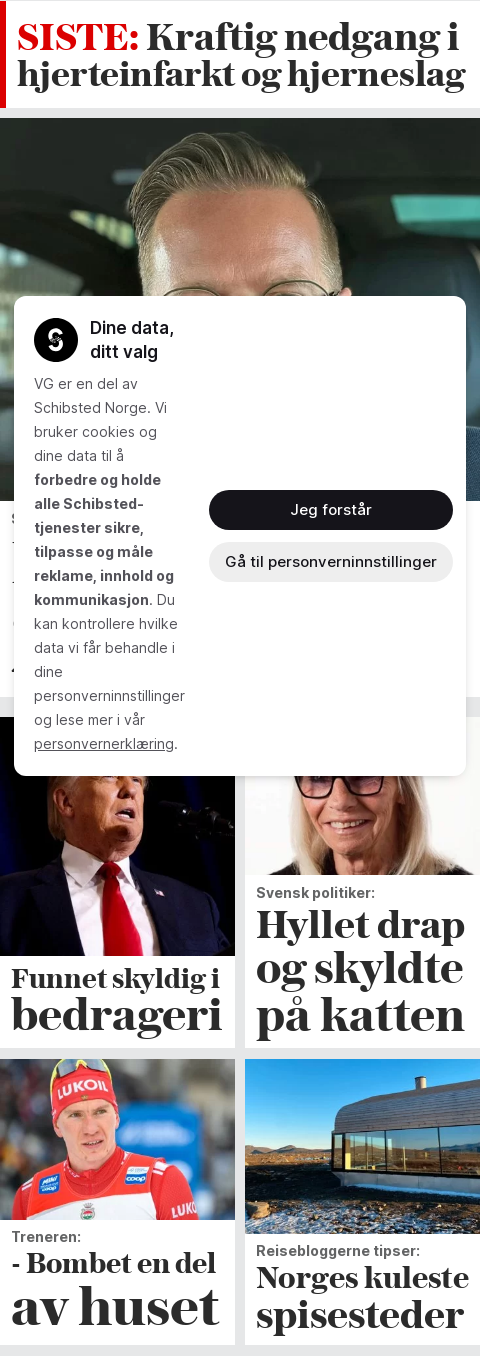 SISTE: Kraftig nedgang i
hjerteinfarkt og hjerneslag
Dine data,
ditt valg
VG er en del av
Schibsted Norge. Vi
bruker cookies og
dine data til å
forbedre og holde
alle Schibsted-
tjenester sikre,
tilpasse og måle
reklame, innhold og
kommunikasjon. Du
kan kontrollere hvilke
data vi får behandle i
dine
personverninnstillinger
og lese mer i vår
personvernerklæring.
Jeg forstår
Gå til personverninnstillinger
Funnet skyldig i
bedrageri
Svensk politiker:
Hyllet drap
og skyldte
på katten
LUKOIL
coop
coop
LUKO
Treneren:
- Bombet en del
av huset
Reisebloggerne tipser:
Norges kuleste
spisesteder